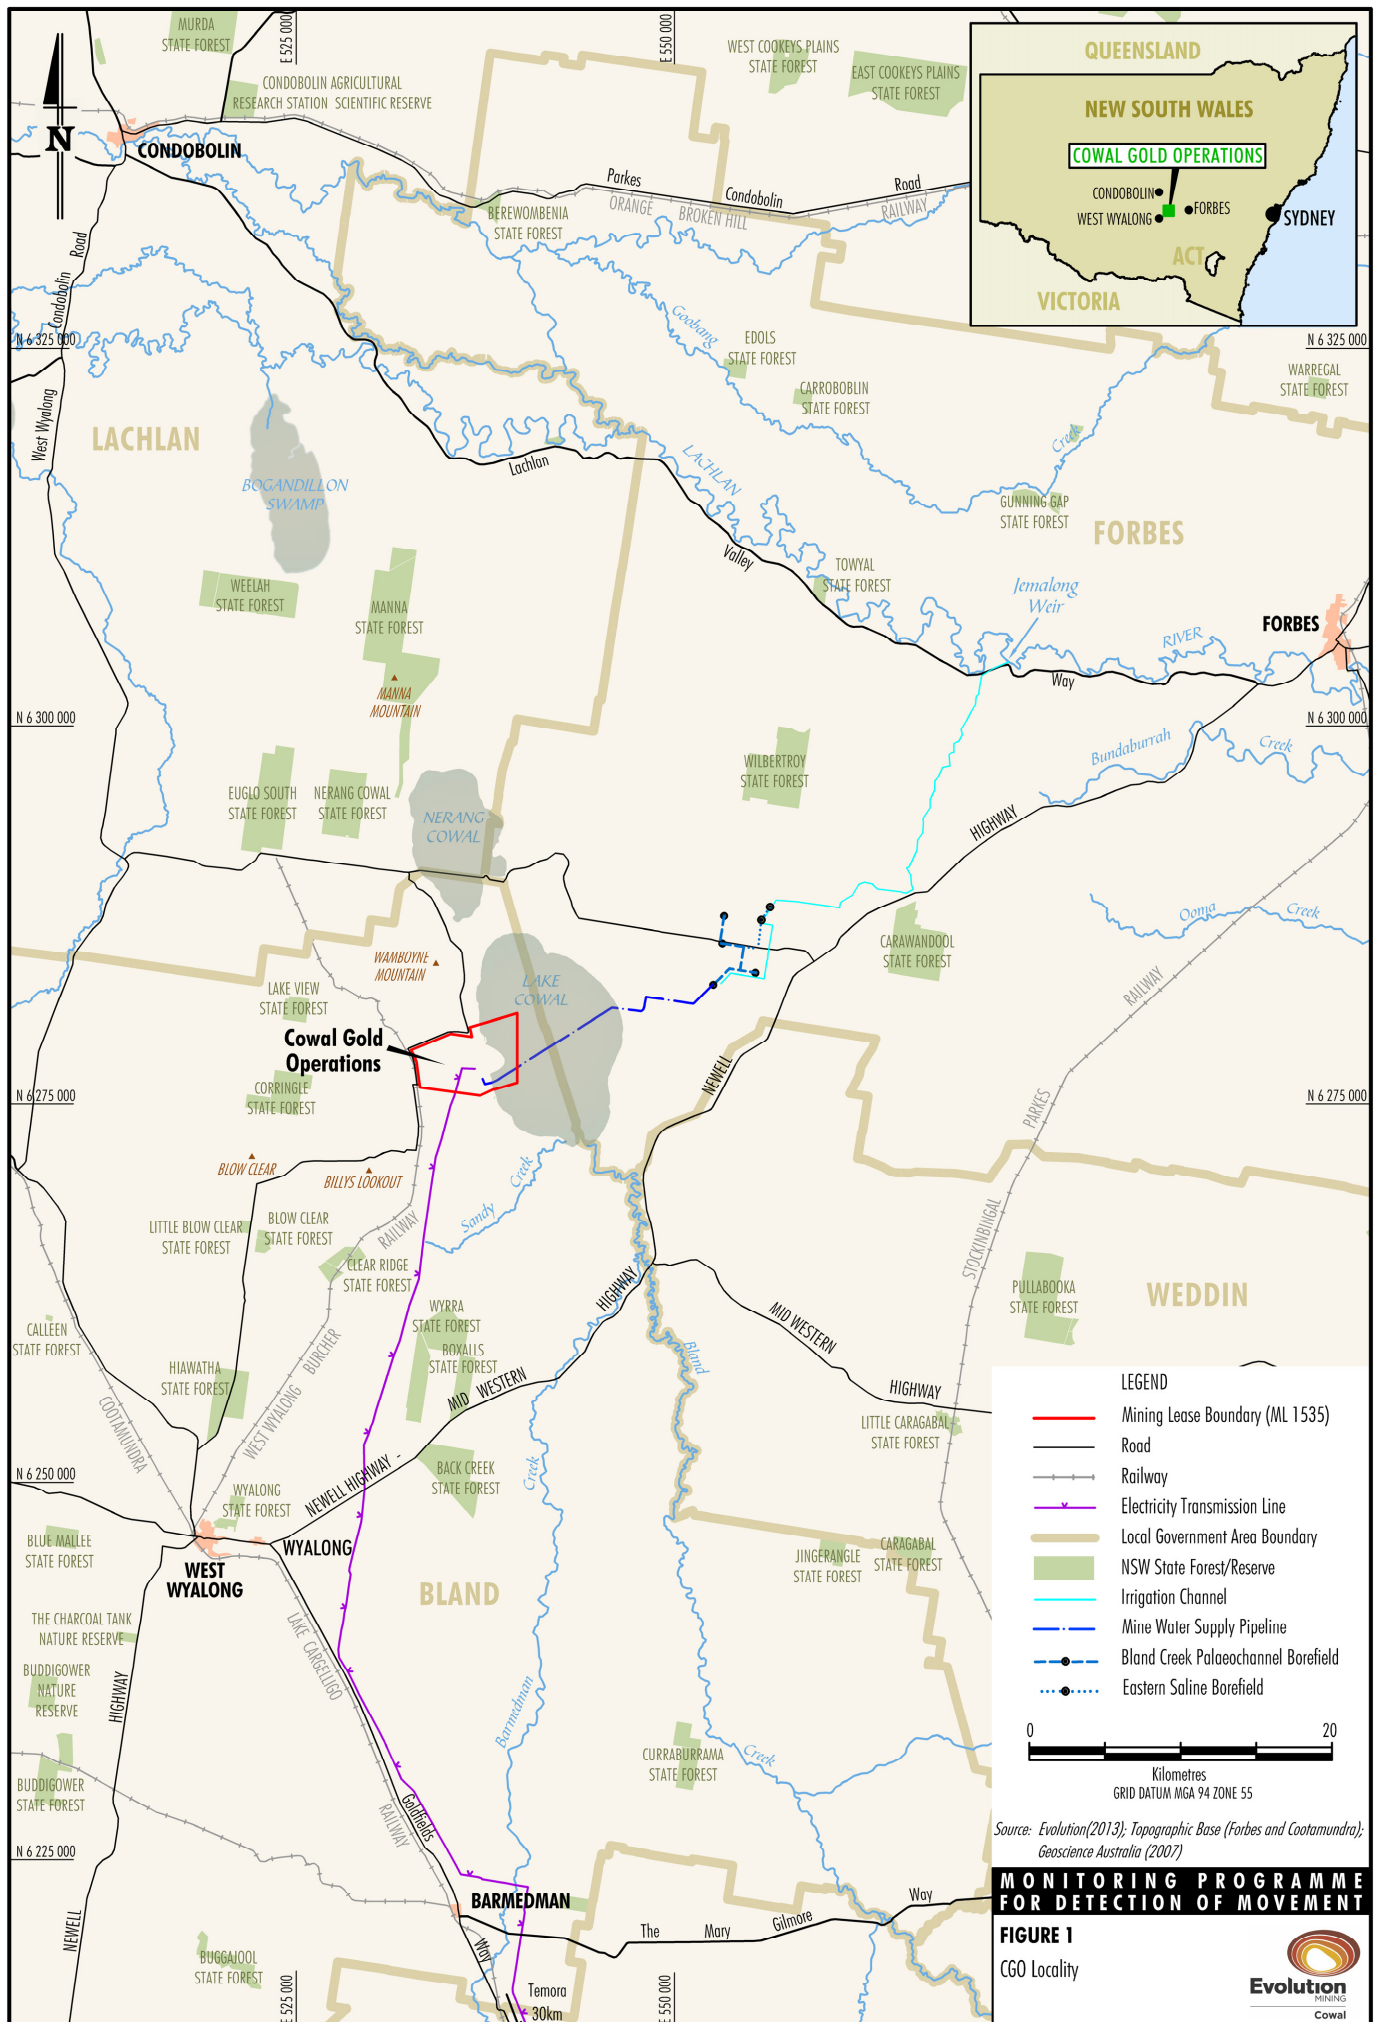 MURDA
STATE FOREST
E 525 000
E 550 000
WEST COOKEYS PLAINS
STATE FOREST
EAST COOKEYS PLAINS
STATE FOREST
CONDOBOLIN AGRICULTURAL
RESEARCH STATION SCIENTIFIC RESERVE
N
CONDOBOLIN
QUEENSLAND
NEW SOUTH WALES
COWAL GOLD OPERATIONS
CONDOBOLIN
WEST WYALONG
FORBES
SYDNEY
ACT
VICTORIA
Parkes
Condobolin
Road
ORANGE
BROKEN HILL
RAILWAY
BEREWOMBENIA
STATE FOREST
Road
Condobolin
West Wyalong
N 6 325 000
N 6 325 000
Goobang
EDOLS
STATE FOREST
CARROBOBLIN
STATE FOREST
WARREGAL
STATE FOREST
Creek
LACHLAN
BOGANDILLON
SWAMP
Lachlan
LACHLAN
GUNNING GAP
STATE FOREST
FORBES
Valley
TOWYAL
STATE FOREST
WEELAH
STATE FOREST
MANNA
STATE FOREST
Jemalong
Weir
FORBES
RIVER
Way
MANNA
MOUNTAIN
N 6 300 000
N 6 300 000
Bundaburrah
Creek
WILBERTROY
STATE FOREST
EUGLO SOUTH
STATE FOREST
NERANG COWAL
STATE FOREST
NERANG
COWAL
HIGHWAY
Ooma
Creek
CARAWANDOOL
STATE FOREST
WAMBOYNE
MOUNTAIN
LAKE
COWAL
RAILWAY
LAKE VIEW
STATE FOREST
Cowal Gold
Operations
NEWELL
CORRINGLE
STATE FOREST
N 6 275 000
N 6 275 000
PARKES
BLOW CLEAR
BILLYS LOOKOUT
Sandy
Creek
LITTLE BLOW CLEAR
STATE FOREST
BLOW CLEAR
STATE FOREST
RAILWAY
STOCKINBINGAL
CLEAR RIDGE
STATE FOREST
HIGHWAY
PULLABOOKA
STATE FOREST
WEDDIN
WYRRA
STATE FOREST
BOXALLS
STATE FOREST
MID WESTERN
Bland
CALLEEN
STATE FOREST
BURCHER
HIAWATHA
STATE FOREST
MID WESTERN
HIGHWAY
COOTAMUNDRA
WEST WYALONG
LITTLE CARAGABAL
STATE FOREST
BACK CREEK
STATE FOREST
Creek
NEWELL HIGHWAY -
N 6 250 000
WYALONG
STATE FOREST
BLUE MALLEE
STATE FOREST
WYALONG
WEST
WYALONG
JINGERANGLE
STATE FOREST
CARAGABAL
STATE FOREST
BLAND
THE CHARCOAL TANK
NATURE RESERVE
LAKE CARGELLIGO
BUDDIGOWER
NATURE
RESERVE
HIGHWAY
Barmedman
CURRABURRAMA
STATE FOREST
Creek
BUDDIGOWER
STATE FOREST
Goldfields
RAILWAY
N 6 225 000
BARMEDMAN
The
Mary
Gilmore
Way
NEWELL
Way
BUGGAJOOL
STATE FOREST
Temora
30km
E 525 000
E 550 000
LEGEND
Mining Lease Boundary (ML 1535)
Road
Railway
Electricity Transmission Line
Local Government Area Boundary
NSW State Forest/Reserve
Irrigation Channel
Mine Water Supply Pipeline
Bland Creek Palaeochannel Borefield
Eastern Saline Borefield
0
20
Kilometres
GRID DATUM MGA 94 ZONE 55
Source: Evolution(2013); Topographic Base (Forbes and Cootamundra);
Geoscience Australia (2007)
MONITORING PROGRAMME
FOR DETECTION OF MOVEMENT
FIGURE 1
CGO Locality
Evolution
MINING
Cowal